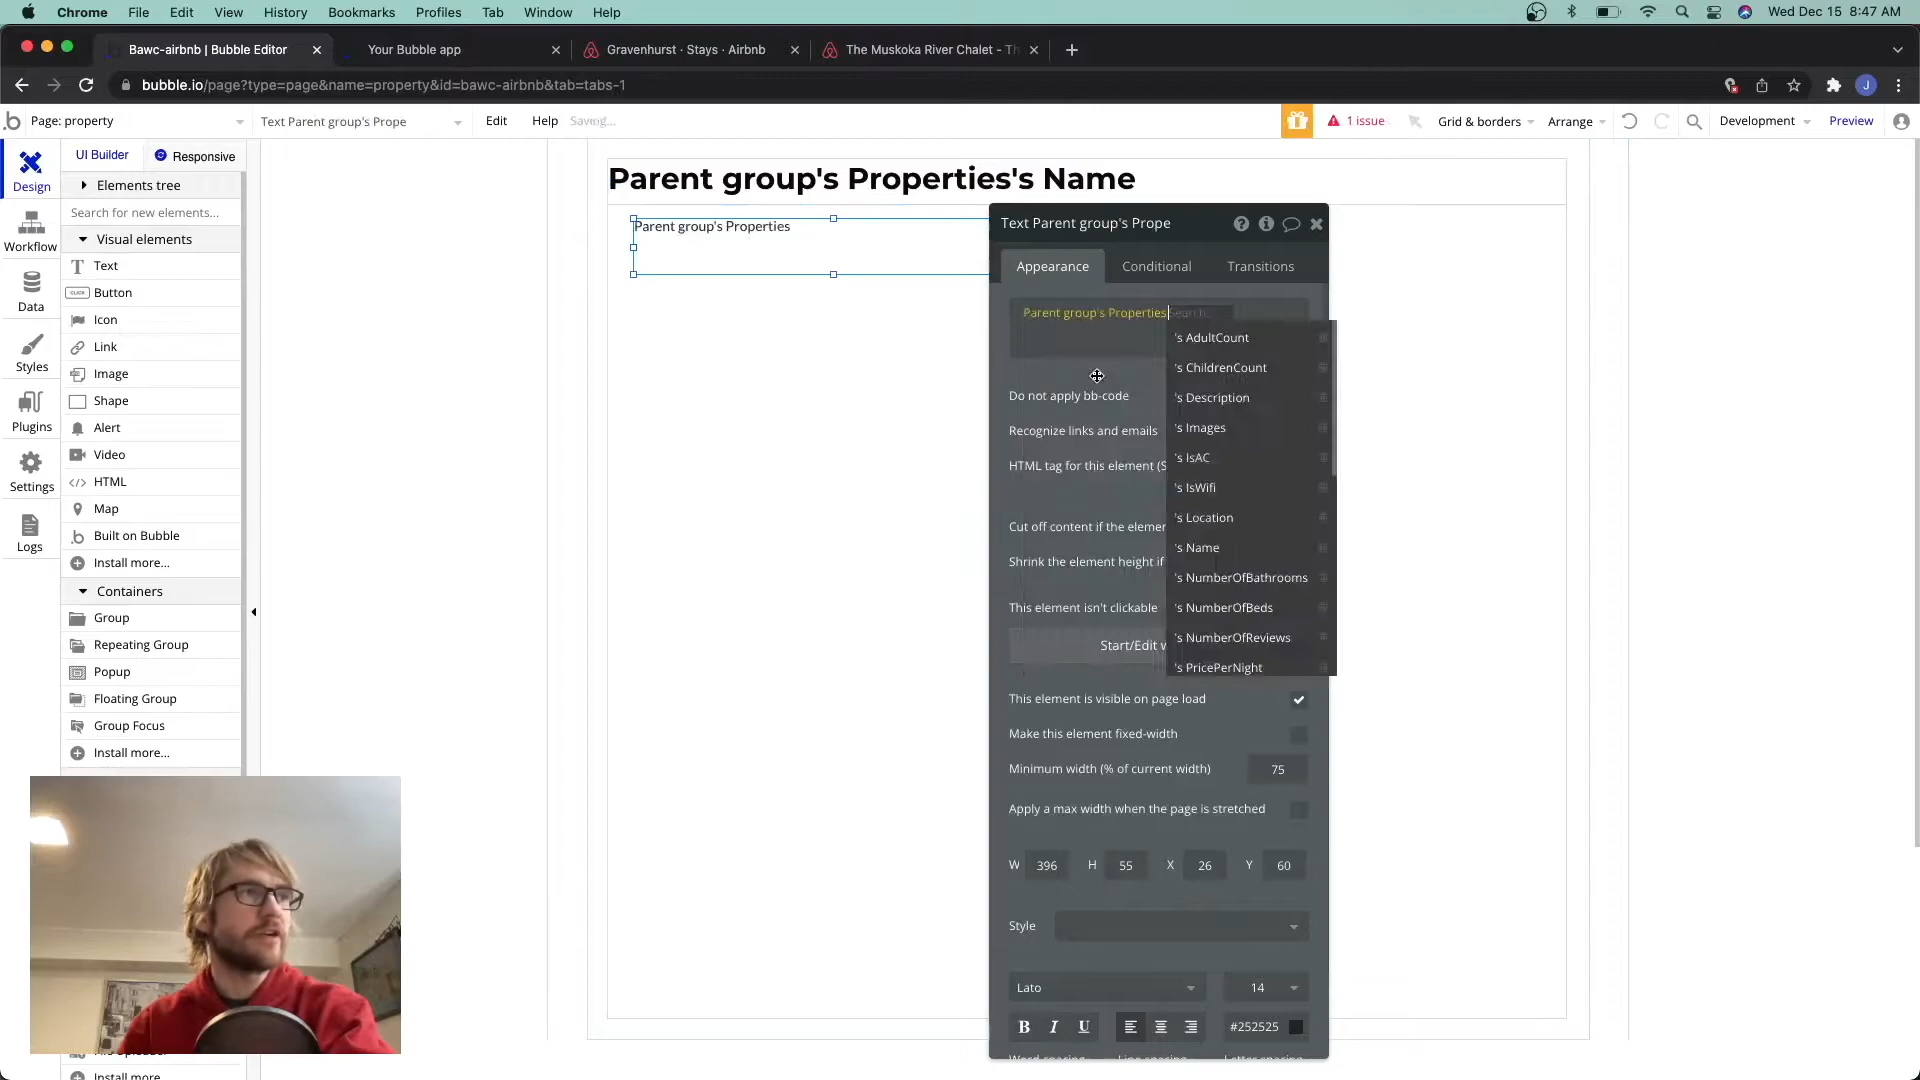 Chrome File Edit View History Bookmarks Profiles Tab Window Help Wed Dec 15 8:47 AM
Bawc-airbnb | Bubble Editor Your Bubble app Gravenhurst · Stays · Airbnb The Muskoka River Chalet - Th
bubble.io/page?type=page&name=property&id=bawc-airbnb&tab=tabs-1 J
b Page: property Text Parent group's Prope Edit Help Saving... 1 issue Grid & borders Arrange Development Preview
Design
Workflow
Data
Styles
Plugins
Settings
Logs
UI Builder Responsive
Elements tree
Search for new elements...
Visual elements
Text
CLICK Button
Icon
Link
Image
Shape
Alert
Video
</> HTML
Map
b Built on Bubble
Install more...
Containers
Group
Repeating Group
Popup
Floating Group
Group Focus
Install more...
Install more...
Parent group's Properties's Name
Parent group's Properties
Text Parent group's Prope
Appearance Conditional Transitions
Parent group's Properties Search...
's AdultCount
's ChildrenCount
's Description
's Images
's IsAC
's IsWifi
's Location
's Name
's NumberOfBathrooms
's NumberOfBeds
's NumberOfReviews
's PricePerNight
Do not apply bb-code
Recognize links and emails
HTML tag for this element (S
Cut off content if the elemen
Shrink the element height if
This element isn't clickable
Start/Edit w
This element is visible on page load
Make this element fixed-width
Minimum width (% of current width) 75
Apply a max width when the page is stretched
W 396 H 55 X 26 Y 60
Style
Lato 14
B I U #252525